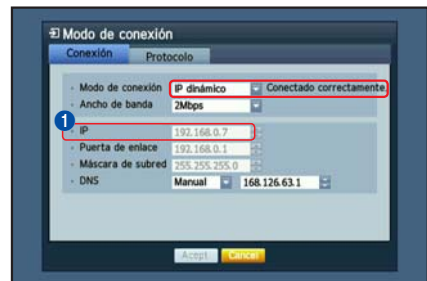 Modo de conexión
Conexión Protocolo
· Modo de conexión IP dinámico Conectado correctamente.
· Ancho de banda 2Mbps
1
· IP 192.168.0.7
· Puerta de enlace 192.168.0.1
· Máscara de subred 255.255.255.0
· DNS Manual 168.126.63.1
Acept Cancel